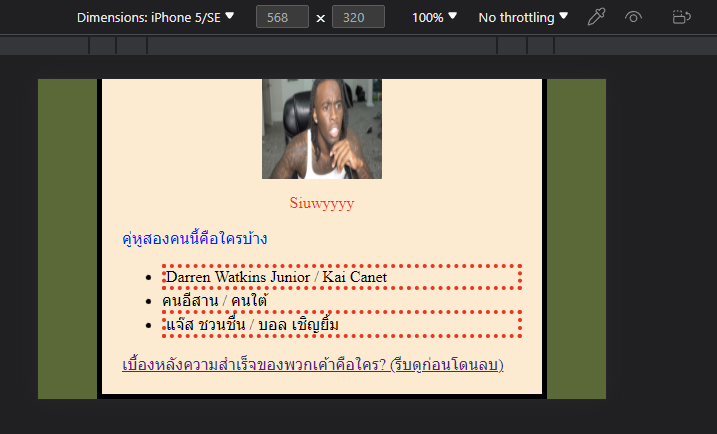 Dimensions: iPhone 5/SE 568 × 320 100% No throttling
Siuwyyyy
คู่หูสองคนนี้คือใครบ้าง
Darren Watkins Junior / Kai Canet
คนอีสาน / คนใต้
แจ๊ส ชวนชื่น / บอล เชิญยิ้ม
เบื้องหลังความสำเร็จของพวกเค้าคือใคร? (รีบดูก่อนโดนลบ)